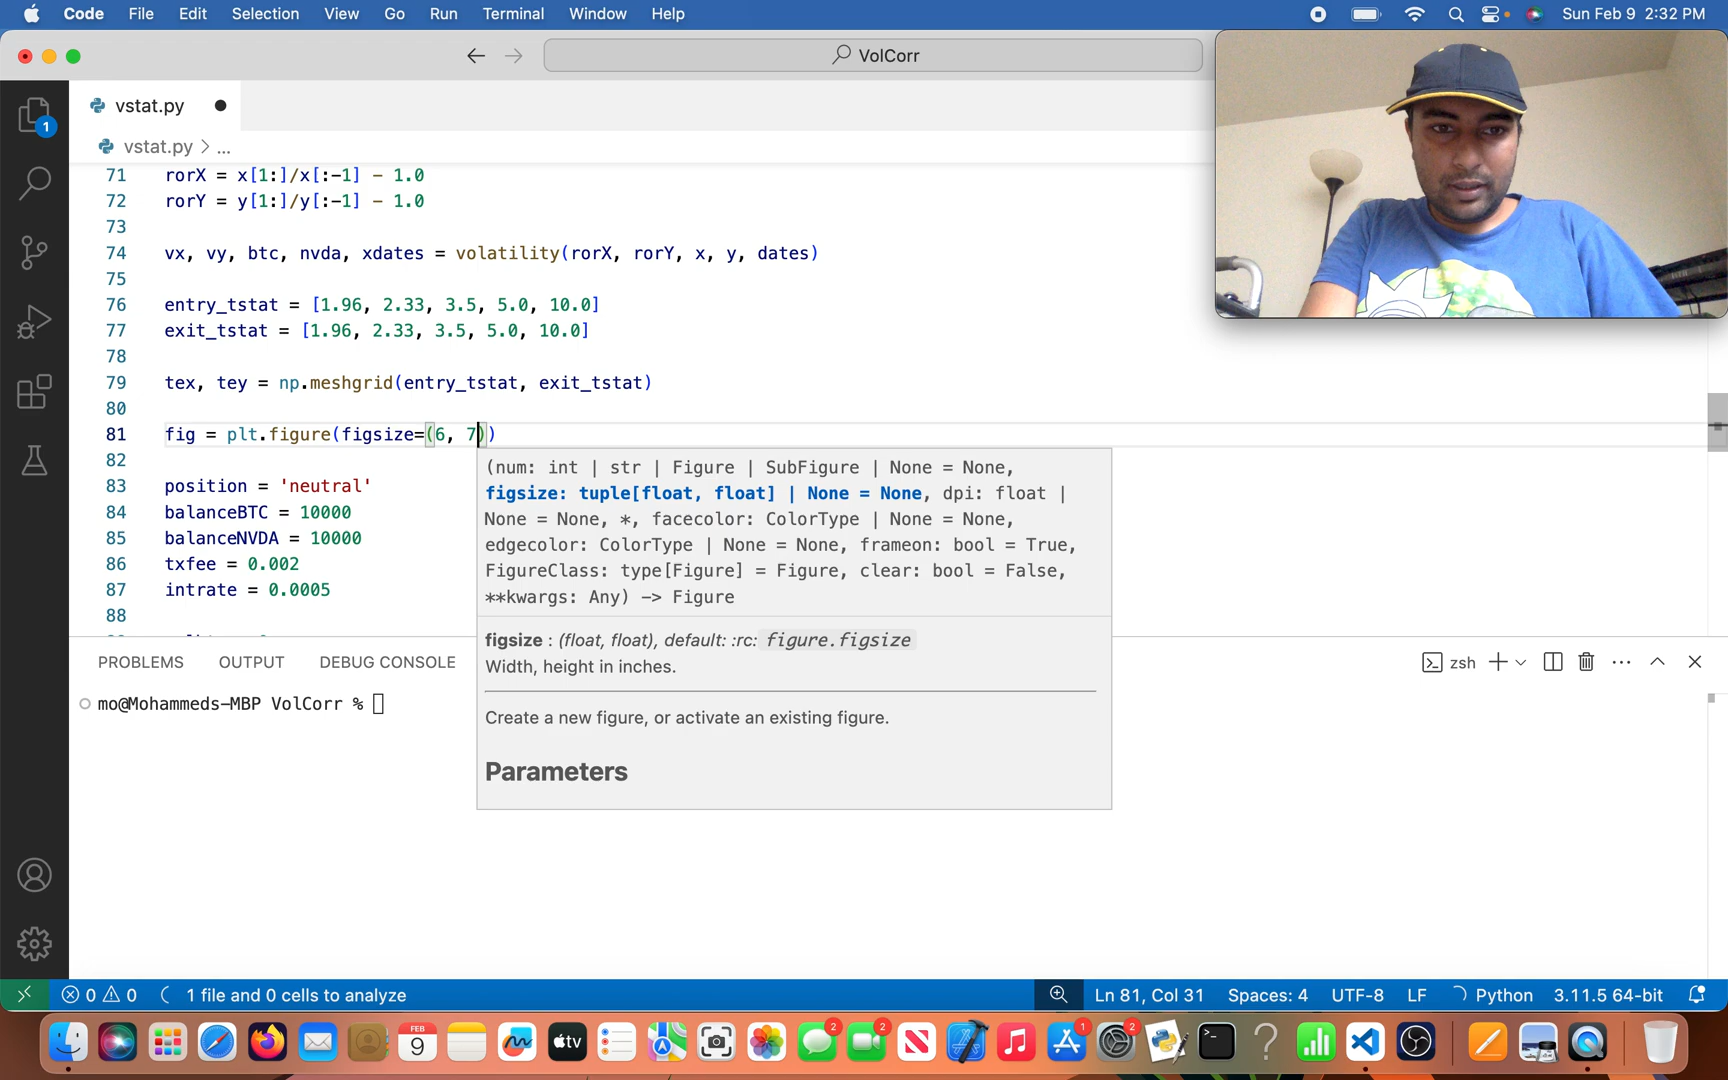 Code File Edit Selection View Go Run Terminal Window Help Sun Feb 9 2:32 PM
VolCorr
vstat.py
1
vstat.py > ...
71 rorX = x[1:]/x[:-1] - 1.0
72 rorY = y[1:]/y[:-1] - 1.0
73
74 vx, vy, btc, nvda, xdates = volatility(rorX, rorY, x, y, dates)
75
76 entry_tstat = [1.96, 2.33, 3.5, 5.0, 10.0]
77 exit_tstat = [1.96, 2.33, 3.5, 5.0, 10.0]
78
79 tex, tey = np.meshgrid(entry_tstat, exit_tstat)
80
81 fig = plt.figure(figsize=(6, 7))
82
83 position = 'neutral'
84 balanceBTC = 10000
85 balanceNVDA = 10000
86 txfee = 0.002
87 intrate = 0.0005
88
(num: int | str | Figure | SubFigure | None = None,
figsize: tuple[float, float] | None = None, dpi: float |
None = None, *, facecolor: ColorType | None = None,
edgecolor: ColorType | None = None, frameon: bool = True,
FigureClass: type[Figure] = Figure, clear: bool = False,
**kwargs: Any) -> Figure
figsize : (float, float), default: :rc: figure.figsize
Width, height in inches.
Create a new figure, or activate an existing figure.
Parameters
PROBLEMS OUTPUT DEBUG CONSOLE zsh
mo@Mohammeds-MBP VolCorr %
0 0 1 file and 0 cells to analyze Ln 81, Col 31 Spaces: 4 UTF-8 LF Python 3.11.5 64-bit
FEB
9
tv
2
2
1
2